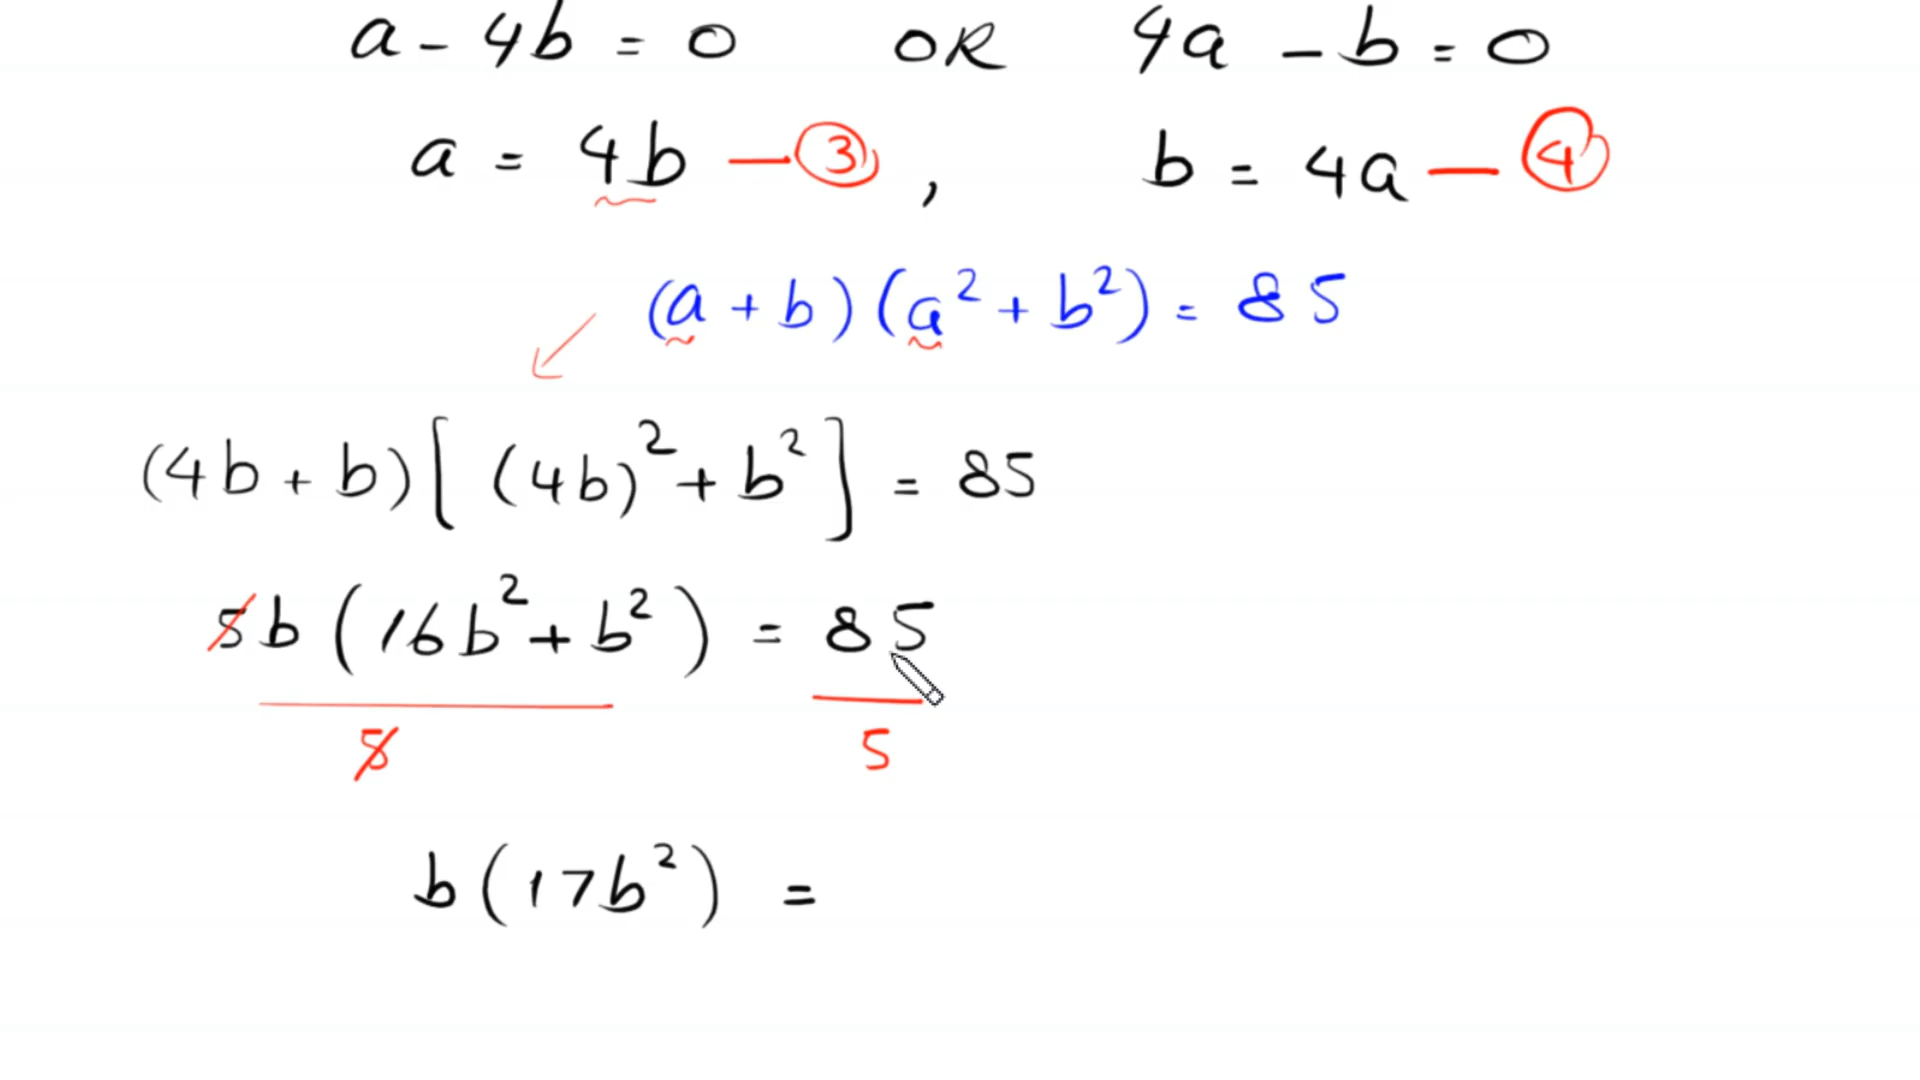 a - 4b = 0 OR 4a - b = 0
a = 4b — ③ , b = 4a — ④
(a + b)(a² + b²) = 85
(4b + b)[(4b)² + b²] = 85
5b(16b² + b²) = 85
5 5
b(17b²) =